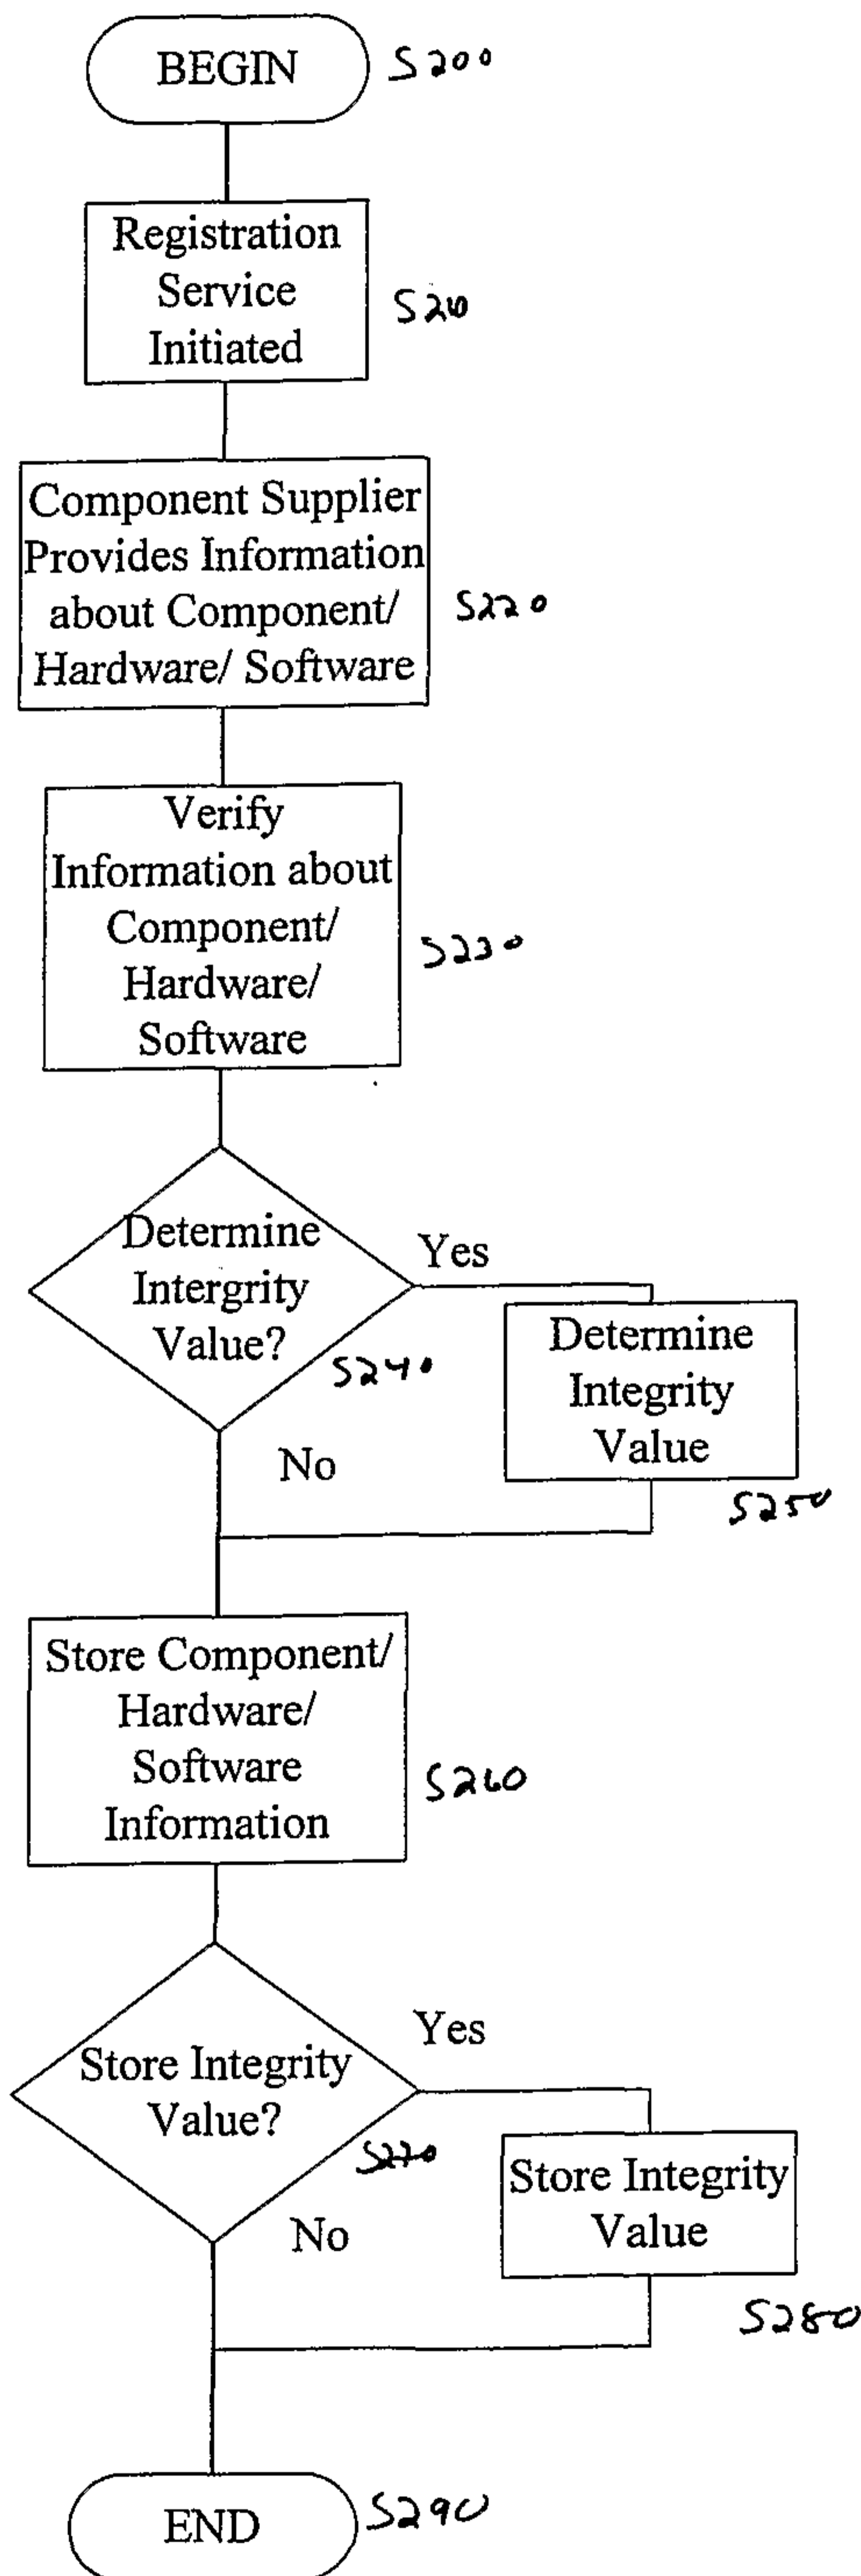 BEGIN S200
Registration
Service
Initiated
S210
Component Supplier
Provides Information
about Component/
Hardware/ Software
S220
Verify
Information about
Component/
Hardware/
Software
S230
Determine
Intergrity
Value?
S240
Yes
No
Determine
Integrity
Value
S250
Store Component/
Hardware/
Software
Information
S260
Store Integrity
Value?
S270
Yes
No
Store Integrity
Value
S280
END S290